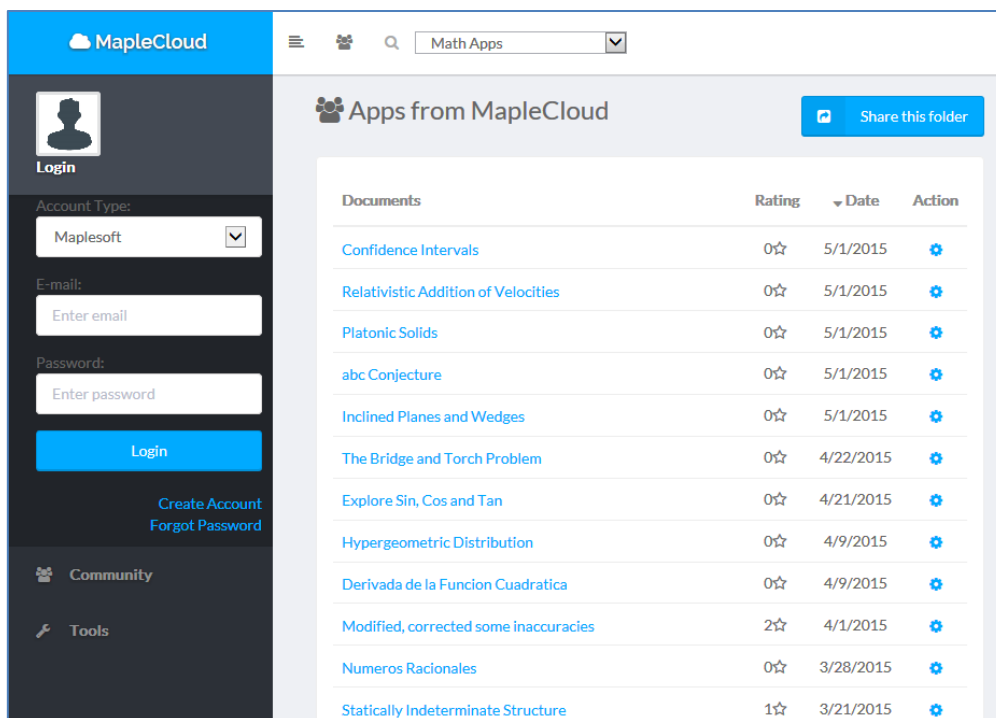 MapleCloud
Math Apps
Login
Account Type:
Maplesoft
E-mail:
Enter email
Password:
Enter password
Login
Create Account
Forgot Password
Community
Tools
Apps from MapleCloud
Share this folder
Documents Rating Date Action
Confidence Intervals 0☆ 5/1/2015
Relativistic Addition of Velocities 0☆ 5/1/2015
Platonic Solids 0☆ 5/1/2015
abc Conjecture 0☆ 5/1/2015
Inclined Planes and Wedges 0☆ 5/1/2015
The Bridge and Torch Problem 0☆ 4/22/2015
Explore Sin, Cos and Tan 0☆ 4/21/2015
Hypergeometric Distribution 0☆ 4/9/2015
Derivada de la Funcion Cuadratica 0☆ 4/9/2015
Modified, corrected some inaccuracies 2☆ 4/1/2015
Numeros Racionales 0☆ 3/28/2015
Statically Indeterminate Structure 1☆ 3/21/2015